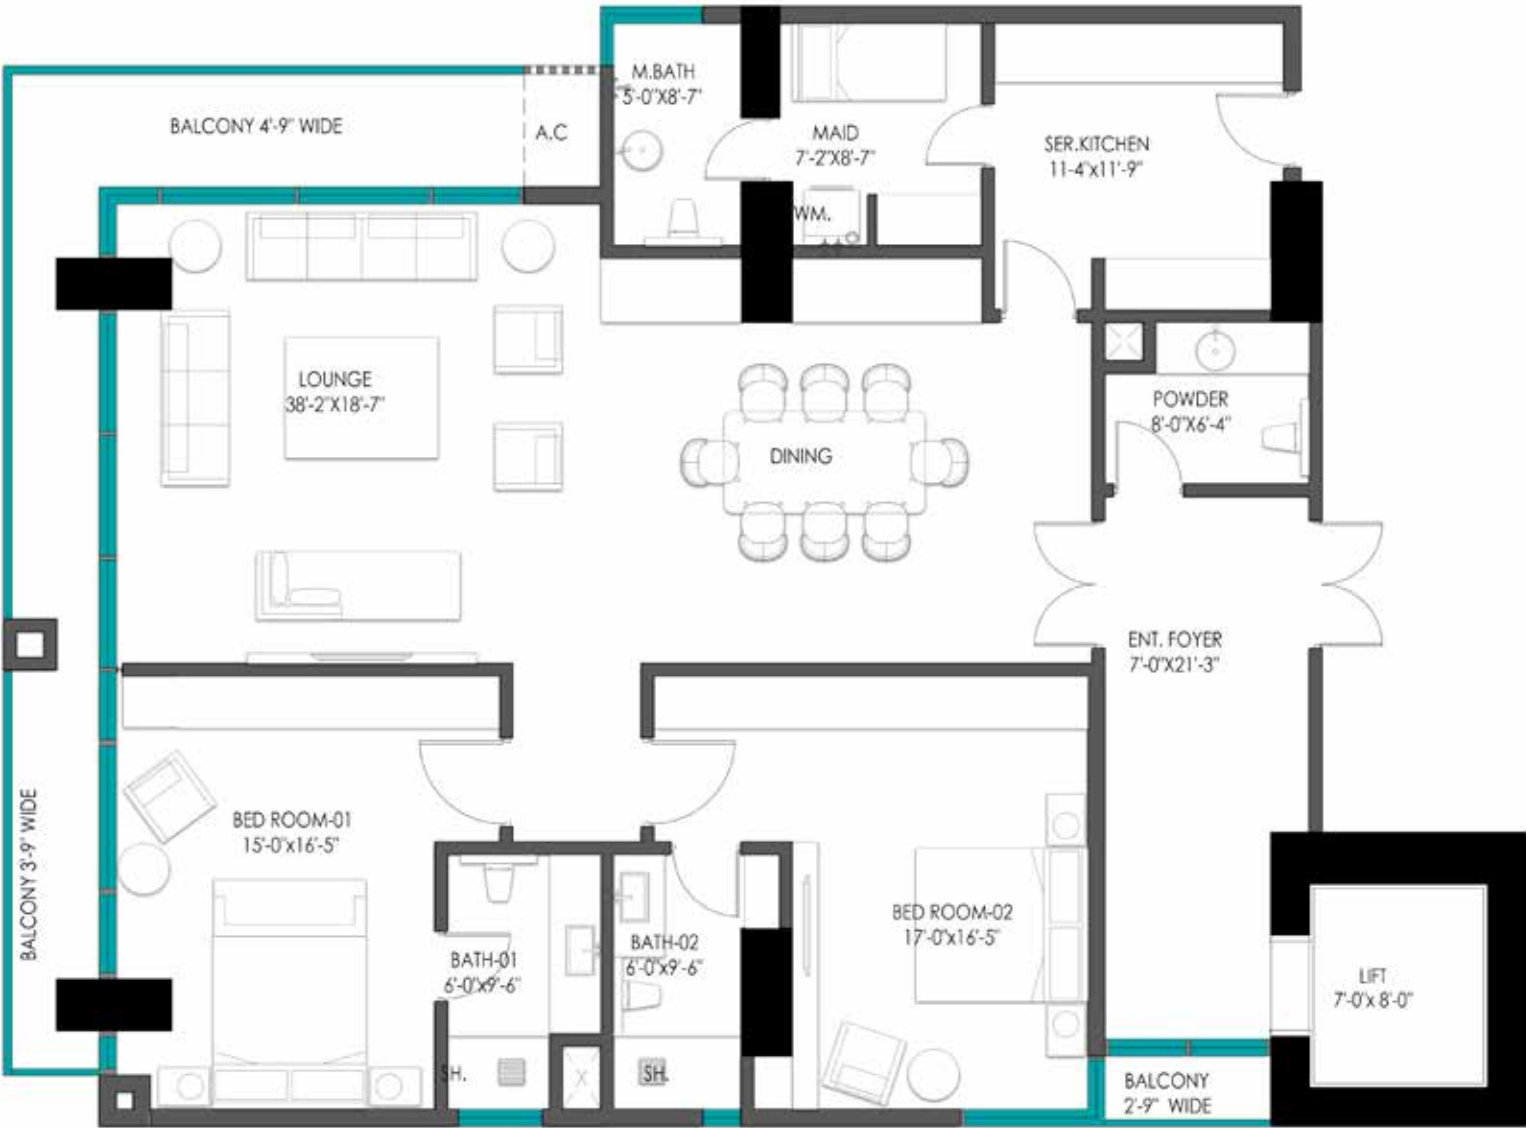 M.BATH
5'-0"X8'-7"
BALCONY 4'-9" WIDE
A.C
MAID
7'-2"X8'-7"
SER.KITCHEN
11-4"x11'-9"
WM.
LOUNGE
38'-2"X18'-7"
DINING
POWDER
8'-0"X6'-4"
ENT. FOYER
7'-0"X21'-3"
BALCONY 3'-9" WIDE
BED ROOM-01
15'-0"x16'-5"
BATH-01
6'-0"x9'-6"
BATH-02
6'-0"x9'-6"
BED ROOM-02
17'-0"x16'-5"
LIFT
7'-0'x 8'-0"
SH.
SH.
BALCONY
2'-9" WIDE